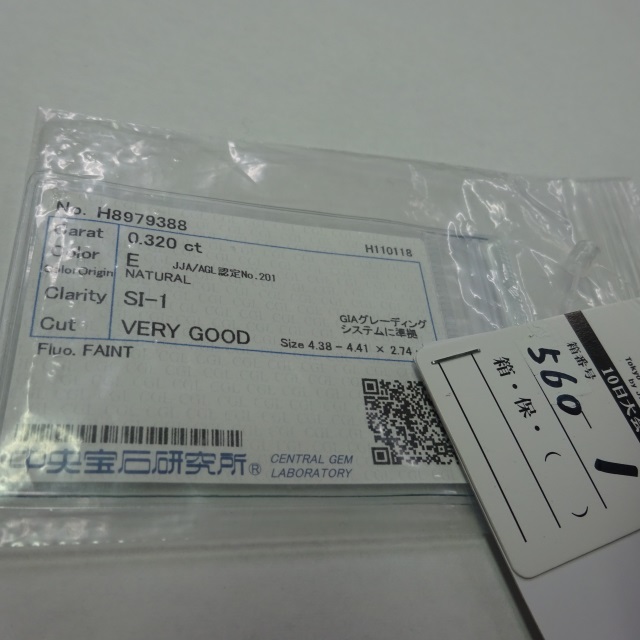 No. H8979388
Carat 0.320 ct H110118
Color E JJA/AGL認定No.201
Color Origin NATURAL
Clarity SI-1 GIAグレーディング
システムに準拠
Cut VERY GOOD Size 4.38 - 4.41 × 2.74
Fluo. FAINT
中央宝石研究所® CENTRAL GEM
LABORATORY
10日大会
箱番号
560
1
箱・保・( )